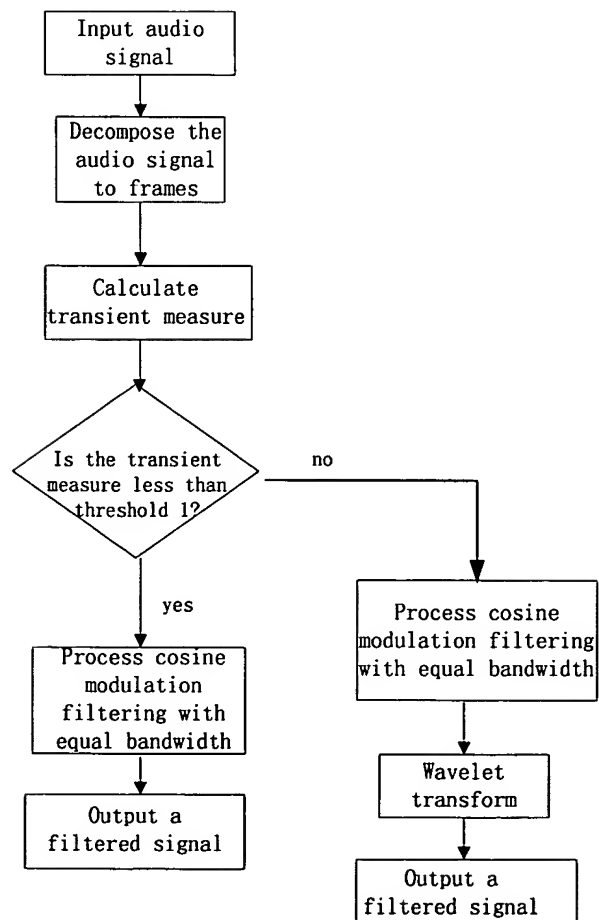 Input audio
signal
Decompose the
audio signal
to frames
Calculate
transient measure
Is the transient
measure less than
threshold 1?
no
yes
Process cosine
modulation
filtering with
equal bandwidth
Output a
filtered signal
Process cosine
modulation filtering
with equal bandwidth
Wavelet
transform
Output a
filtered signal